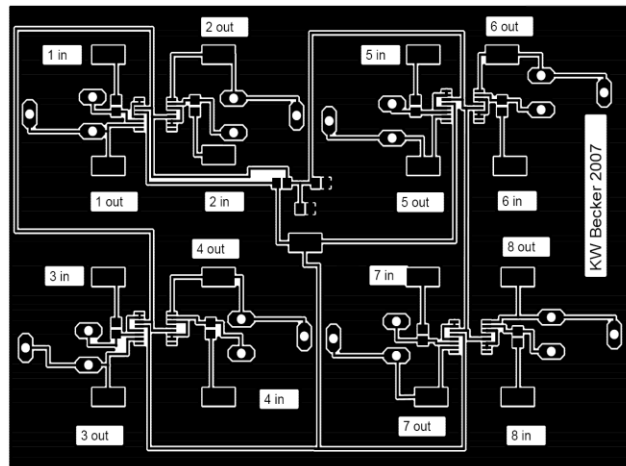 2 out
6 out
1 in
5 in
1 out
2 in
5 out
6 in
KW Becker 2007
4 out
8 out
3 in
7 in
4 in
3 out
7 out
8 in